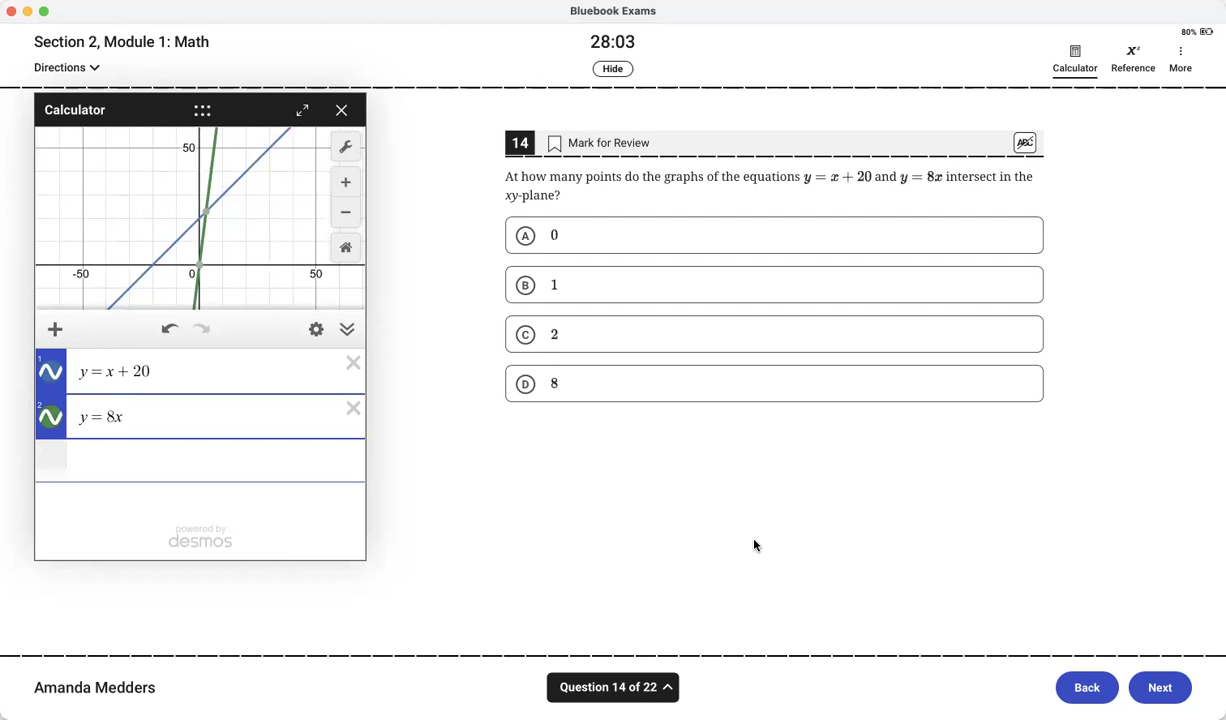 Bluebook Exams
80%
Section 2, Module 1: Math
28:03
Directions
Hide
Calculator
Reference
More
Calculator
50
-50
0
50
1
y = x + 20
2
y = 8x
powered by
desmos
14
Mark for Review
ABC
At how many points do the graphs of the equations y = x + 20 and y = 8x intersect in the
xy-plane?
A 0
B 1
C 2
D 8
Amanda Medders
Question 14 of 22
Back
Next